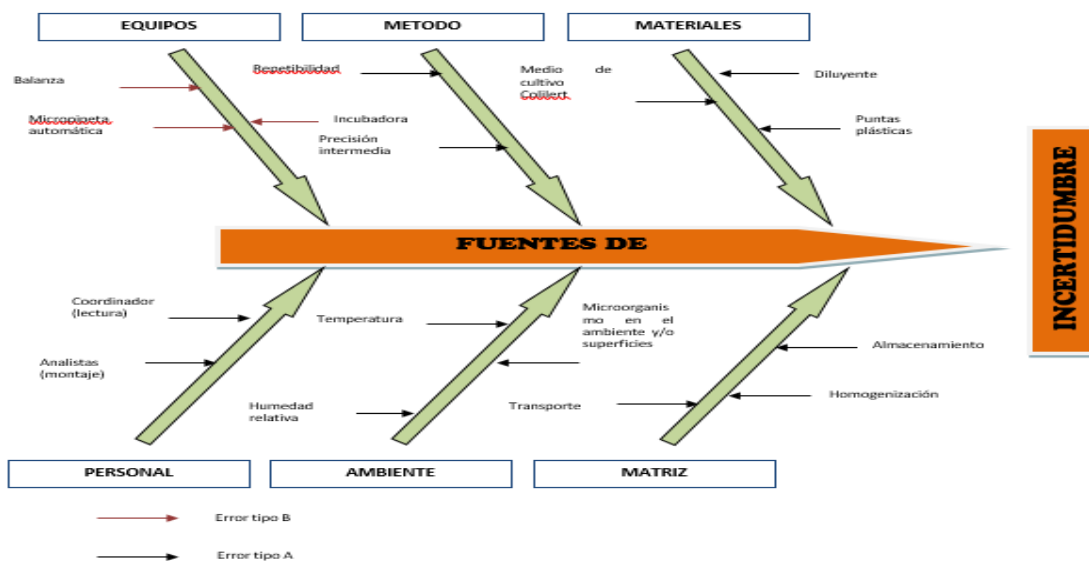 EQUIPOS
METODO
MATERIALES
Balanza
Micropipeta
automática
Incubadora
Repetibilidad
Precisión
intermedia
Medio de
cultivo
Colilert
Diluyente
Puntas
plásticas
FUENTES DE
INCERTIDUMBRE
Coordinador
(lectura)
Analistas
(montaje)
Temperatura
Humedad
relativa
Microorganis
mo en el
ambiente y/o
superficies
Transporte
Almacenamiento
Homogenización
PERSONAL
AMBIENTE
MATRIZ
Error tipo B
Error tipo A